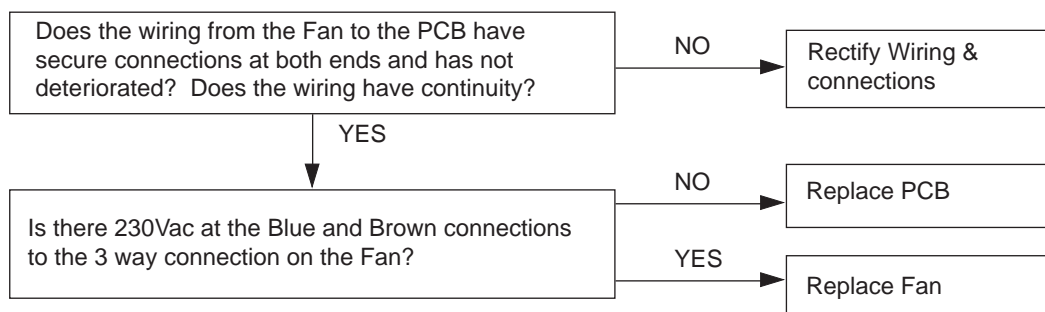 Does the wiring from the Fan to the PCB have
secure connections at both ends and has not
deteriorated? Does the wiring have continuity?
NO
Rectify Wiring &
connections
YES
Is there 230Vac at the Blue and Brown connections
to the 3 way connection on the Fan?
NO
Replace PCB
YES
Replace Fan